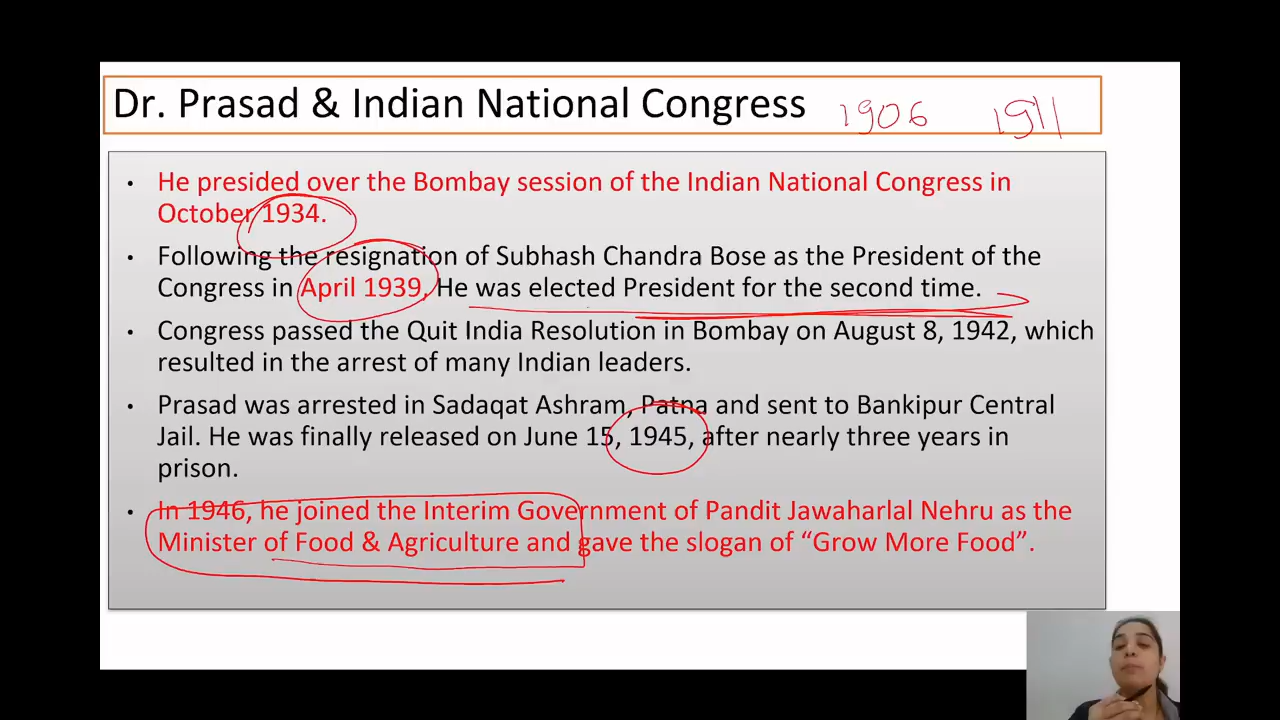 Dr. Prasad & Indian National Congress 1906 1911
• He presided over the Bombay session of the Indian National Congress in
October 1934.
• Following the resignation of Subhash Chandra Bose as the President of the
Congress in April 1939, He was elected President for the second time.
• Congress passed the Quit India Resolution in Bombay on August 8, 1942, which
resulted in the arrest of many Indian leaders.
• Prasad was arrested in Sadaqat Ashram, Patna and sent to Bankipur Central
Jail. He was finally released on June 15, 1945, after nearly three years in
prison.
• In 1946, he joined the Interim Government of Pandit Jawaharlal Nehru as the
Minister of Food & Agriculture and gave the slogan of “Grow More Food”.